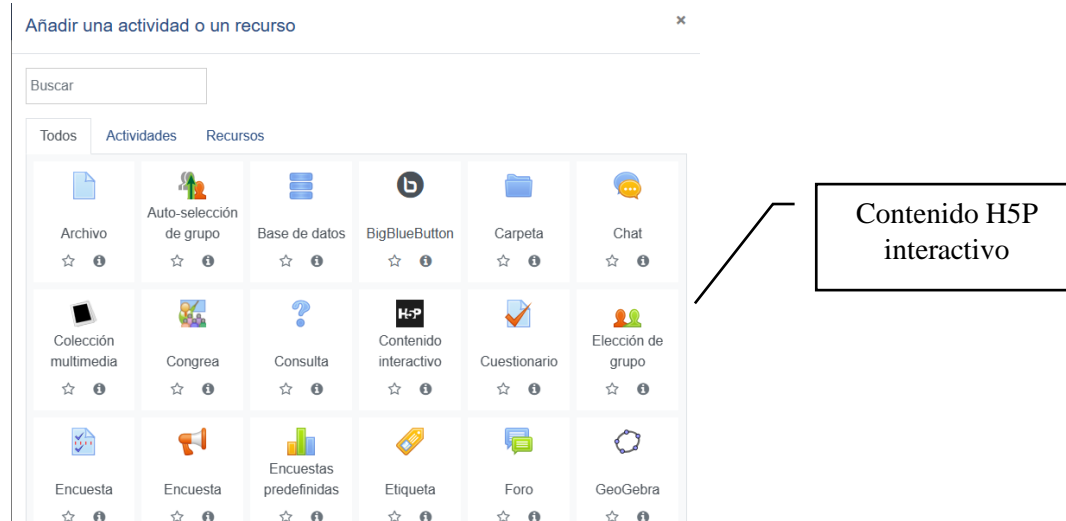 Añadir una actividad o un recurso
×
Buscar
Todos Actividades Recursos
Archivo
Auto-selección
de grupo
Base de datos
BigBlueButton
Carpeta
Chat
Colección
multimedia
Congrea
Consulta
H5P
Contenido
interactivo
Cuestionario
Elección de
grupo
Encuesta
Encuesta
Encuestas
predefinidas
Etiqueta
Foro
GeoGebra
Contenido H5P
interactivo